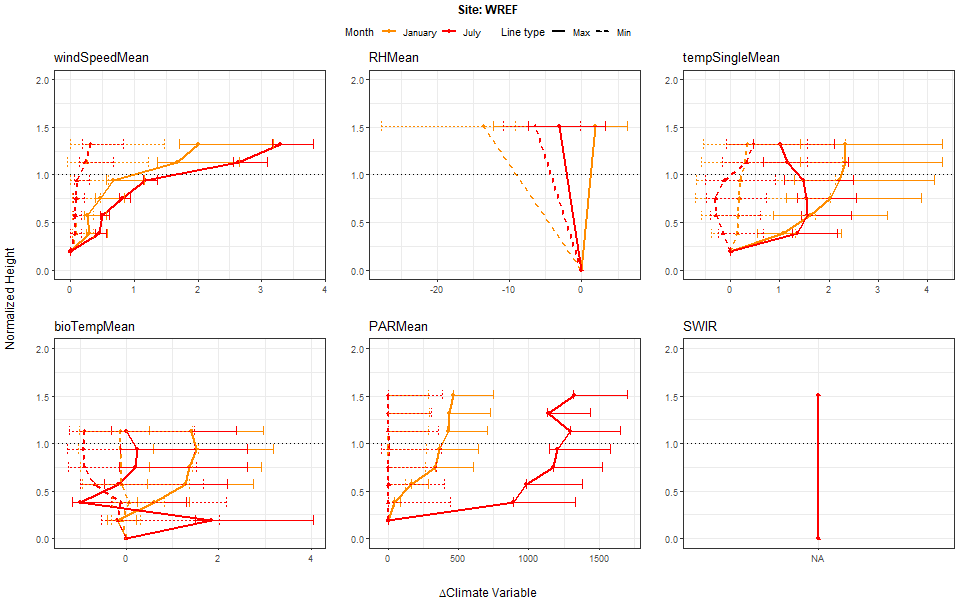 Site: WREF
Month January July Line type Max Min
windSpeedMean RHMean tempSingleMean
2.0 2.0 2.0
1.5 1.5 1.5
1.0 1.0 1.0
0.5 0.5 0.5
0.0 0.0 0.0
0 1 2 3 4 -20 -10 0 0 1 2 3 4
Normalized Height
bioTempMean PARMean SWIR
2.0 2.0 2.0
1.5 1.5 1.5
1.0 1.0 1.0
0.5 0.5 0.5
0.0 0.0 0.0
0 2 4 0 500 1000 1500 NA
ΔClimate Variable